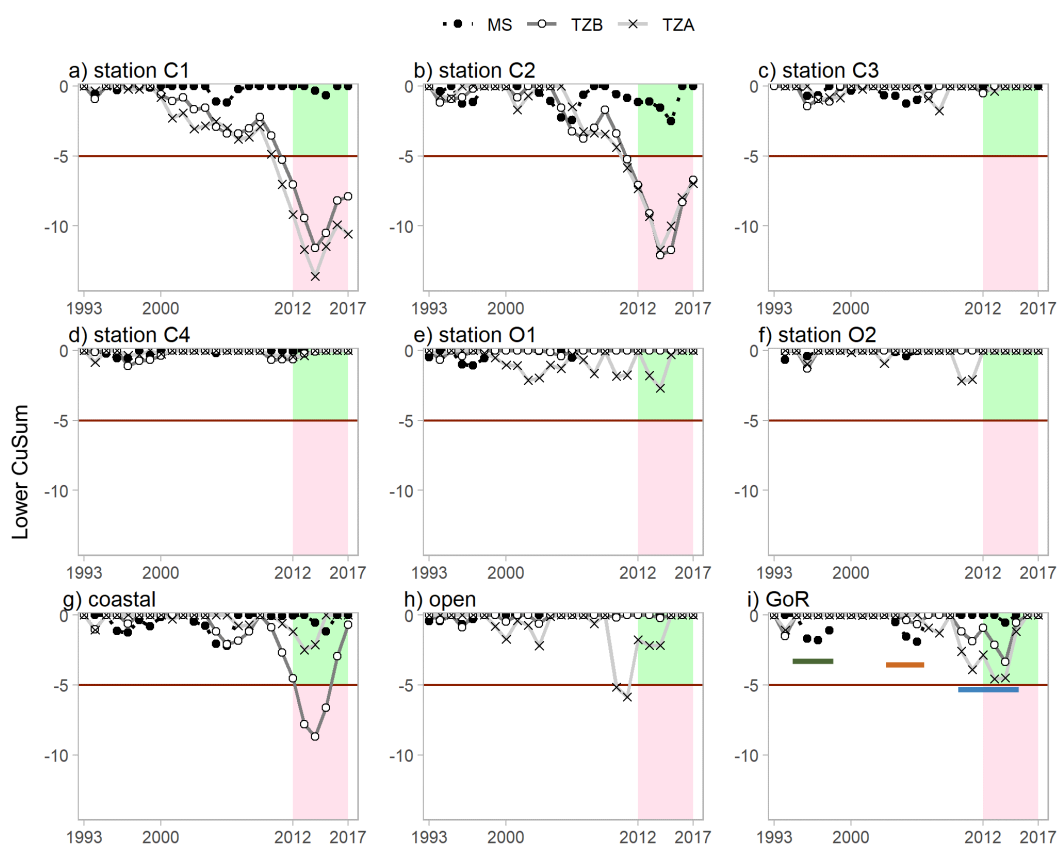 MS TZB TZA
a) station C1 b) station C2 c) station C3
0 0 0
-5 -5 -5
-10 -10 -10
1993 2000 2012 2017 1993 2000 2012 2017 1993 2000 2012 2017
d) station C4 e) station O1 f) station O2
0 0 0
-5 -5 -5
-10 -10 -10
1993 2000 2012 2017 1993 2000 2012 2017 1993 2000 2012 2017
g) coastal h) open i) GoR
0 0 0
-5 -5 -5
-10 -10 -10
1993 2000 2012 2017 1993 2000 2012 2017 1993 2000 2012 2017
Lower CuSum